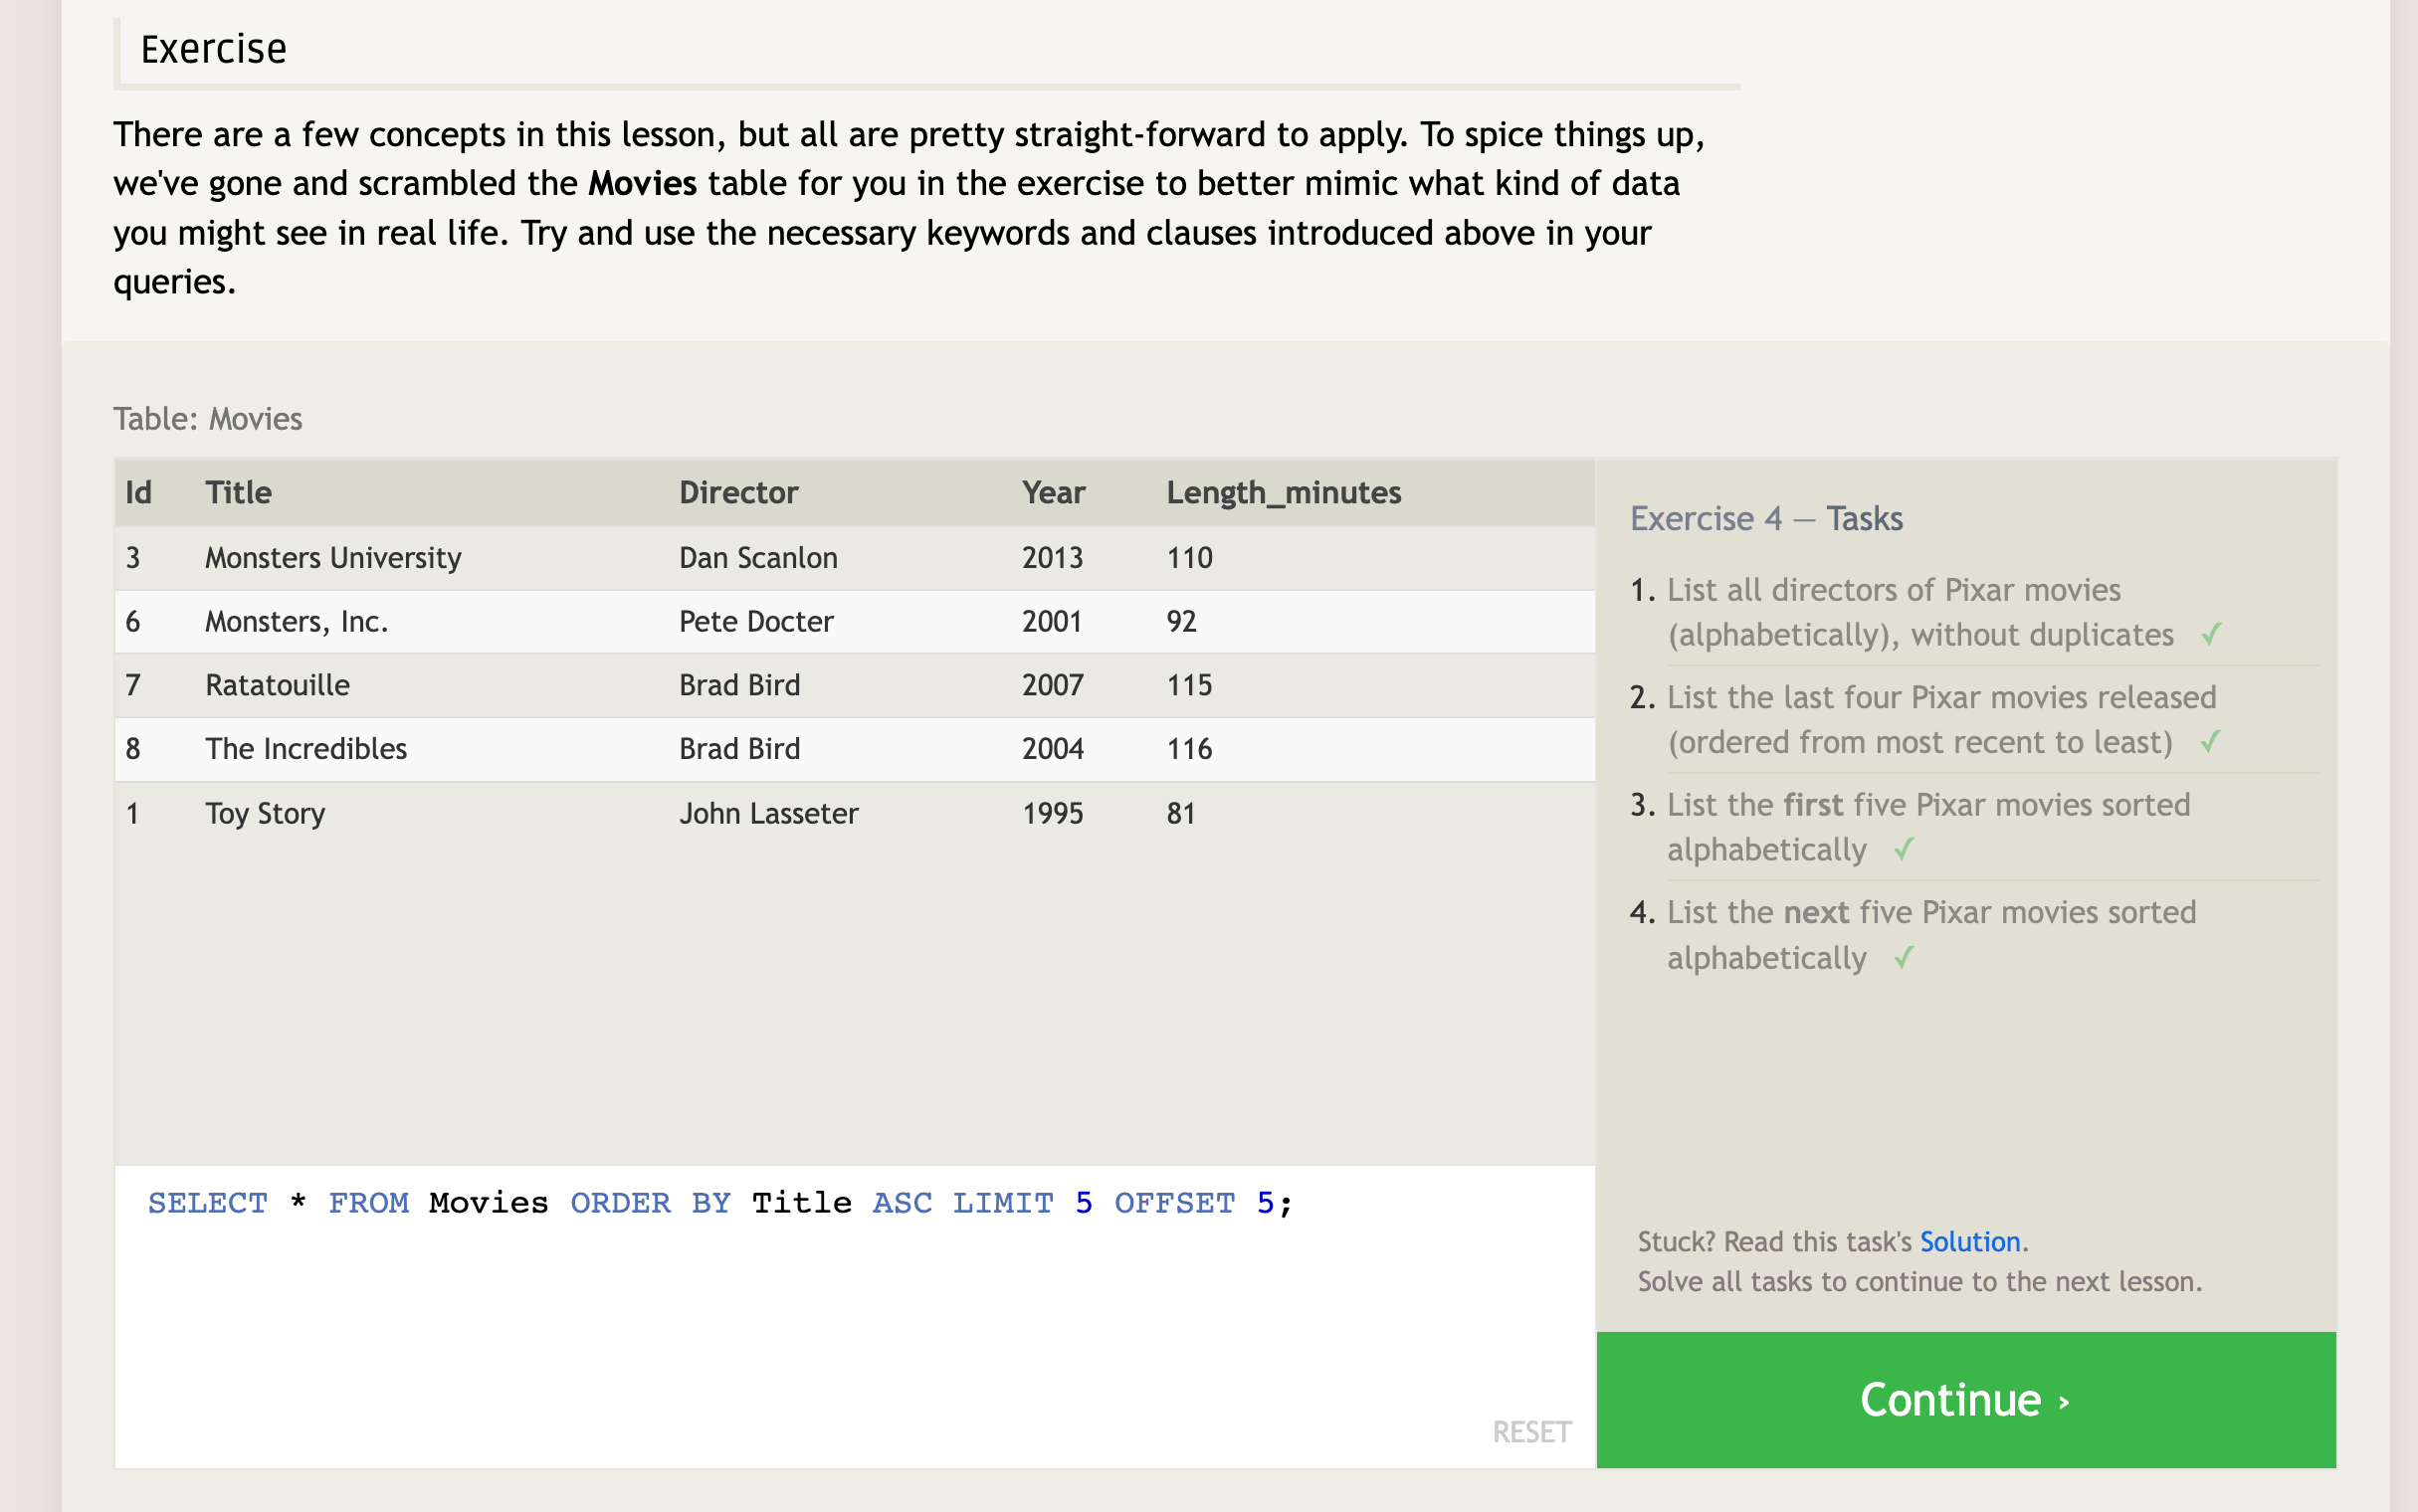 Exercise
There are a few concepts in this lesson, but all are pretty straight-forward to apply. To spice things up,
we've gone and scrambled the Movies table for you in the exercise to better mimic what kind of data
you might see in real life. Try and use the necessary keywords and clauses introduced above in your
queries.
Table: Movies
Id Title Director Year Length_minutes
3 Monsters University Dan Scanlon 2013 110
6 Monsters, Inc. Pete Docter 2001 92
7 Ratatouille Brad Bird 2007 115
8 The Incredibles Brad Bird 2004 116
1 Toy Story John Lasseter 1995 81
SELECT * FROM Movies ORDER BY Title ASC LIMIT 5 OFFSET 5;
RESET
Exercise 4 — Tasks
1. List all directors of Pixar movies
(alphabetically), without duplicates ✓
2. List the last four Pixar movies released
(ordered from most recent to least) ✓
3. List the first five Pixar movies sorted
alphabetically ✓
4. List the next five Pixar movies sorted
alphabetically ✓
Stuck? Read this task's Solution.
Solve all tasks to continue to the next lesson.
Continue ›